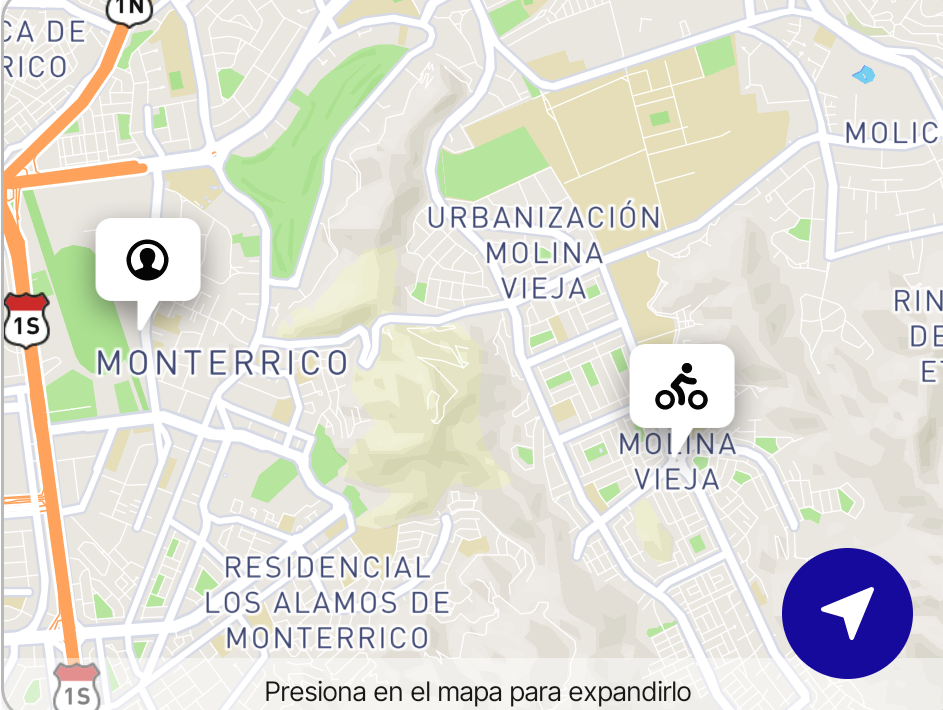 1N
CA DE
RICO
MOLIC
URBANIZACIÓN
MOLINA
VIEJA
1S
RIN
DE
ET
MONTERRICO
MOLINA
VIEJA
RESIDENCIAL
LOS ALAMOS DE
MONTERRICO
1S
Presiona en el mapa para expandirlo